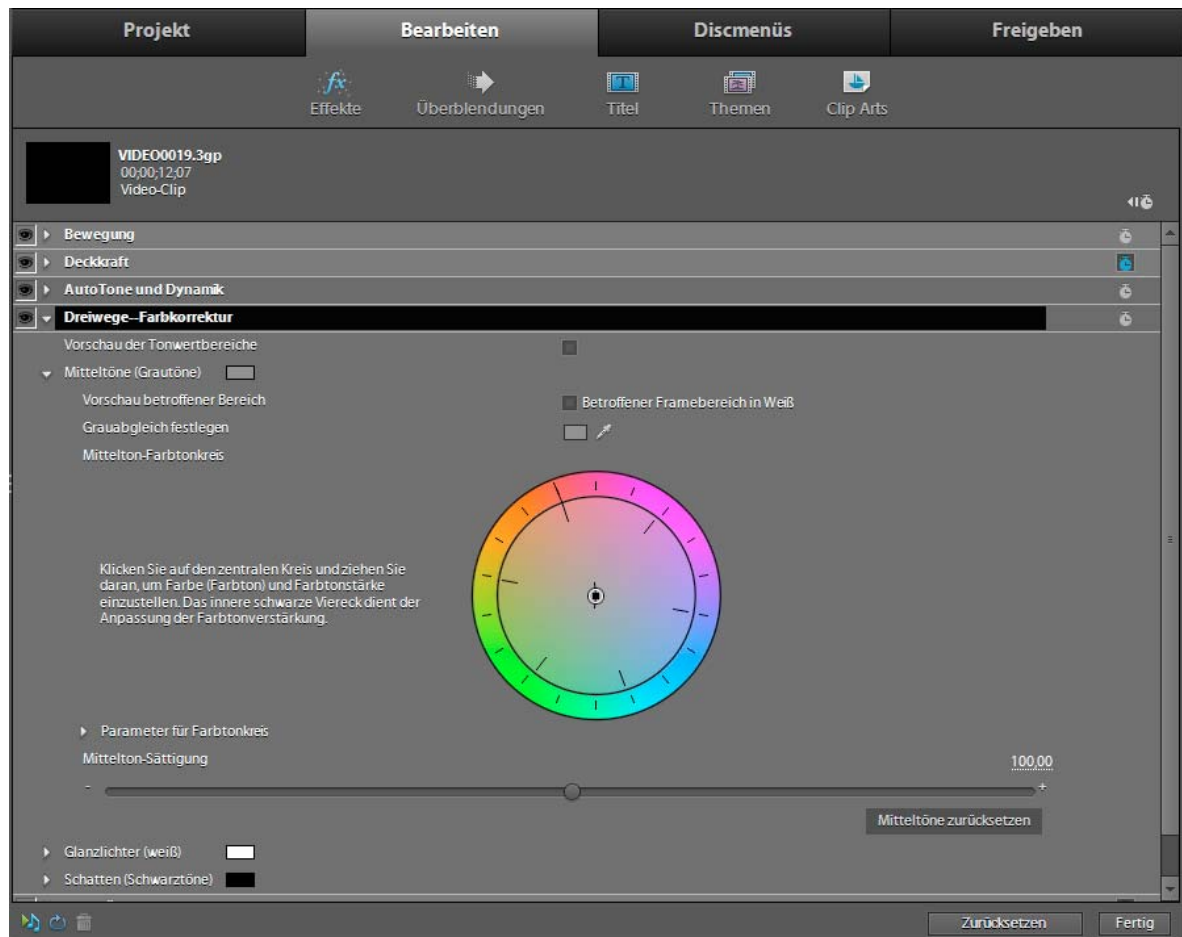 Projekt Bearbeiten Discmenüs Freigeben
fx
Effekte Überblendungen Titel Themen Clip Arts
VIDEO0019.3gp
00;00;12;07
Video-Clip
Bewegung
Deckkraft
AutoTone und Dynamik
Dreiwege--Farbkorrektur
Vorschau der Tonwertbereiche
Mitteltöne (Grautöne)
Vorschau betroffener Bereich Betroffener Framebereich in Weiß
Grauabgleich festlegen
Mittelton-Farbtonkreis
Klicken Sie auf den zentralen Kreis und ziehen Sie
daran, um Farbe (Farbton) und Farbtonstärke
einzustellen. Das innere schwarze Viereck dient der
Anpassung der Farbtonverstärkung.
Parameter für Farbtonkreis
Mittelton-Sättigung 100,00
- +
Mitteltöne zurücksetzen
Glanzlichter (weiß)
Schatten (Schwarztöne)
Zurücksetzen Fertig